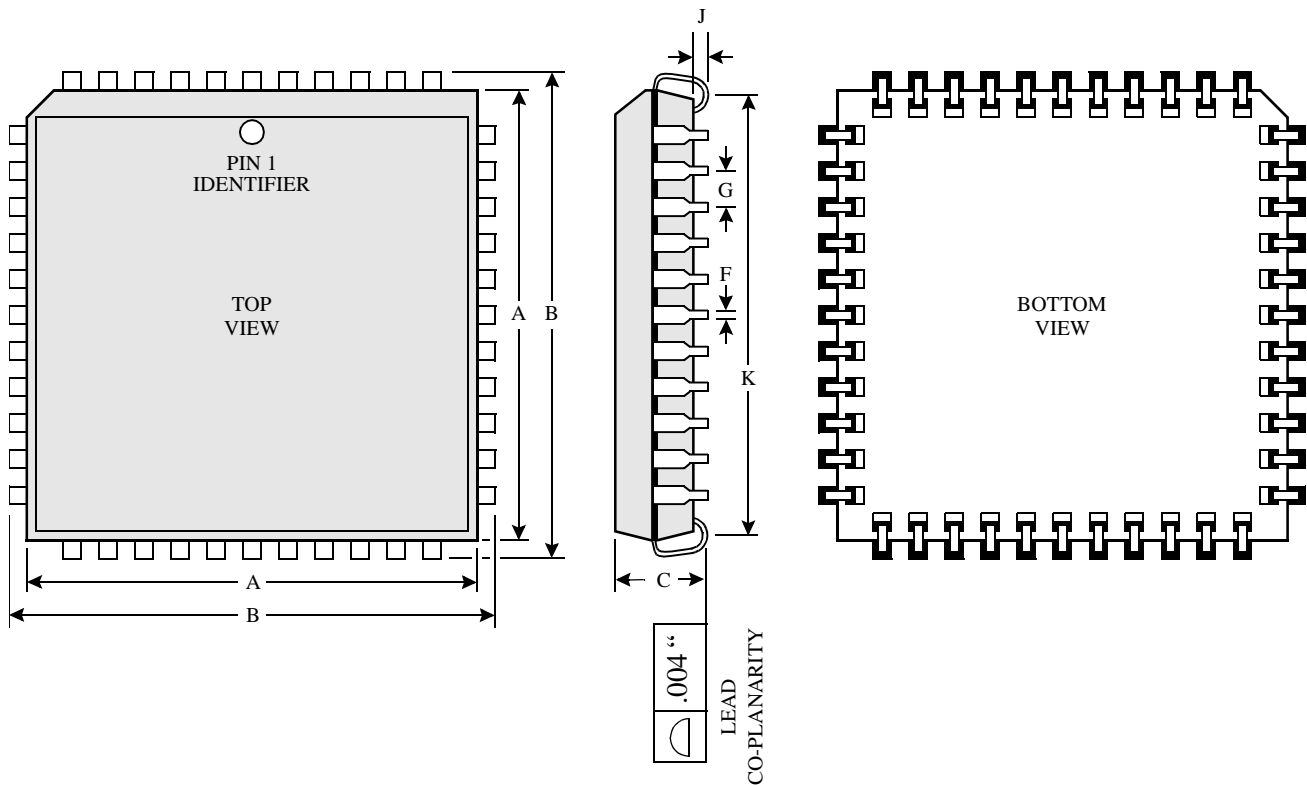 J
PIN 1
IDENTIFIER
G
F
TOP
VIEW
A
B
BOTTOM
VIEW
K
A
C
B
.004 “
LEAD
CO-PLANARITY